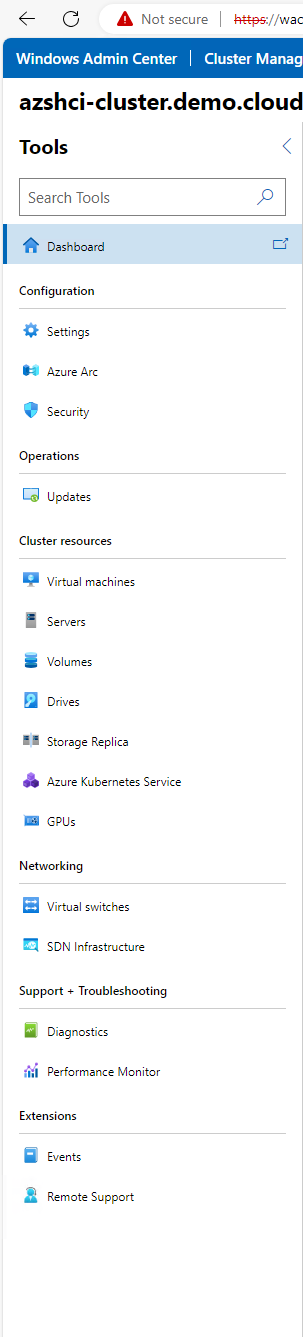 Not secure https://wac
Windows Admin Center Cluster Manag
azshci-cluster.demo.cloud
Tools
Search Tools
Dashboard
Configuration
Settings
Azure Arc
Security
Operations
Updates
Cluster resources
Virtual machines
Servers
Volumes
Drives
Storage Replica
Azure Kubernetes Service
GPUs
Networking
Virtual switches
SDN Infrastructure
Support + Troubleshooting
Diagnostics
Performance Monitor
Extensions
Events
Remote Support